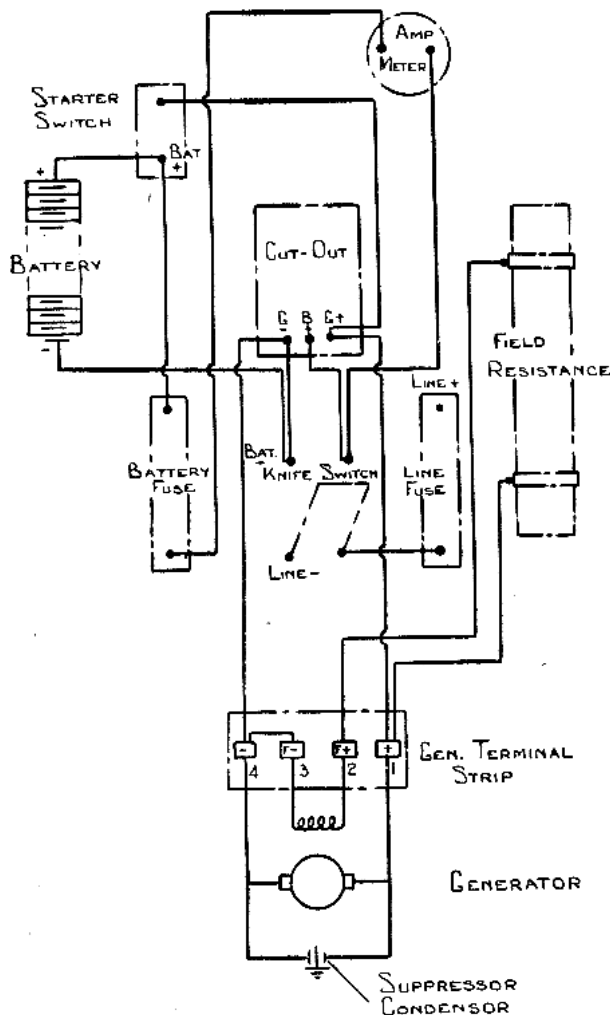 AMP
METER
STARTER
SWITCH
BAT
+
+
BATTERY
-
CUT-OUT
G B G+
- +
FIELD
RESISTANCE
LINE+
BATTERY
FUSE
BAT.
-
KNIFE SWITCH
LINE
FUSE
LINE-
- F- F+ +
4 3 2 1
GEN. TERMINAL
STRIP
GENERATOR
SUPPRESSOR
CONDENSOR